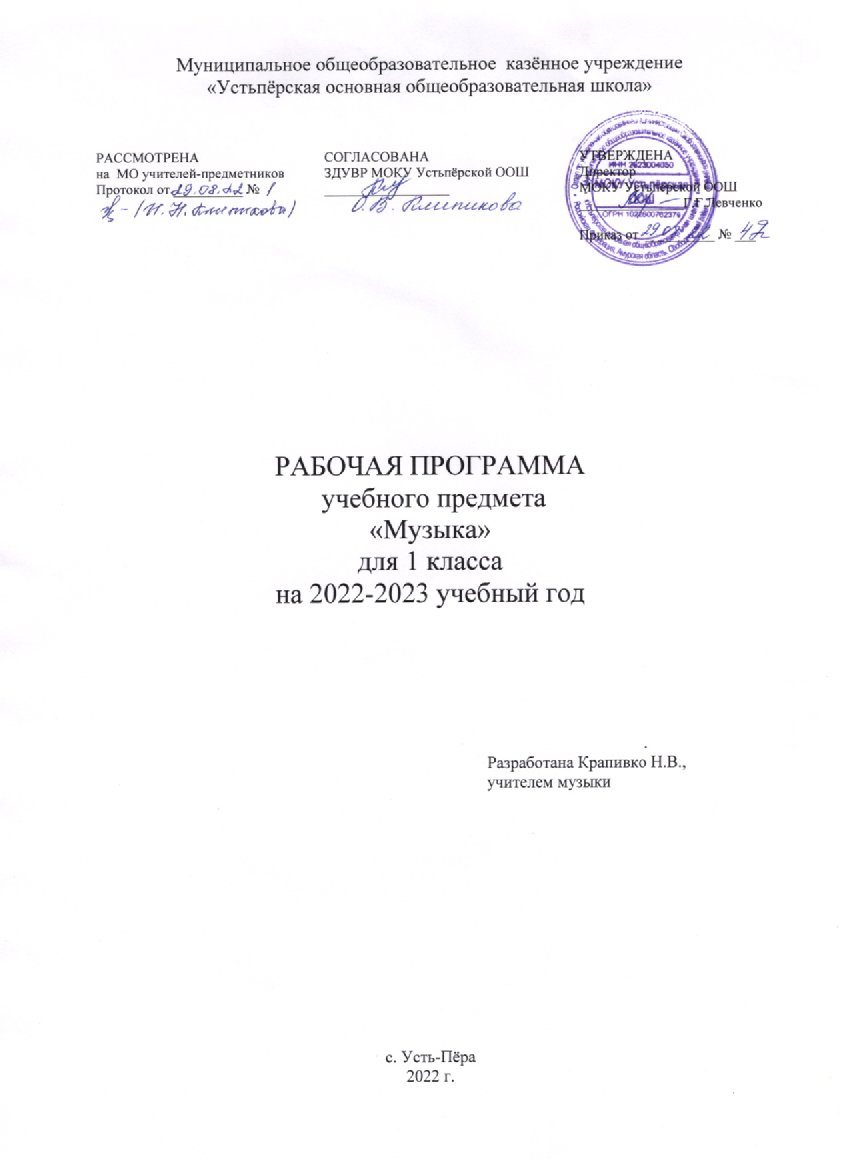 Муниципальное общеобразовательное казённое учреждение
«Устьпёрская основная общеобразовательная школа»
РАССМОТРЕНА
на МО учителей-предметников
Протокол от 29.08.22 № 1
СОГЛАСОВАНА
ЗДУВР МОКУ Устьпёрской ООШ
О.В.
УТВЕРЖДЕНА
Директор
МОКУ Устьпёрской ООШ
Г.Г.Левченко
Приказ от 29 № 47
РАБОЧАЯ ПРОГРАММА
учебного предмета
«Музыка»
для 1 класса
на 2022-2023 учебный год
Разработана Крапивко Н.В.,
учителем музыки
с. Усть-Пёра
2022 г.